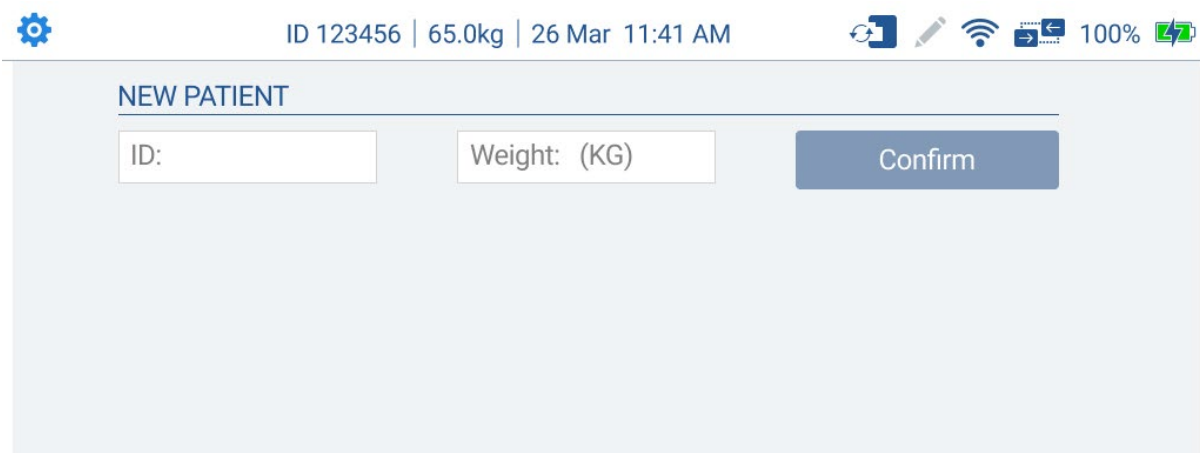 ID 123456 | 65.0kg | 26 Mar 11:41 AM 100%
NEW PATIENT
ID: Weight: (KG) Confirm